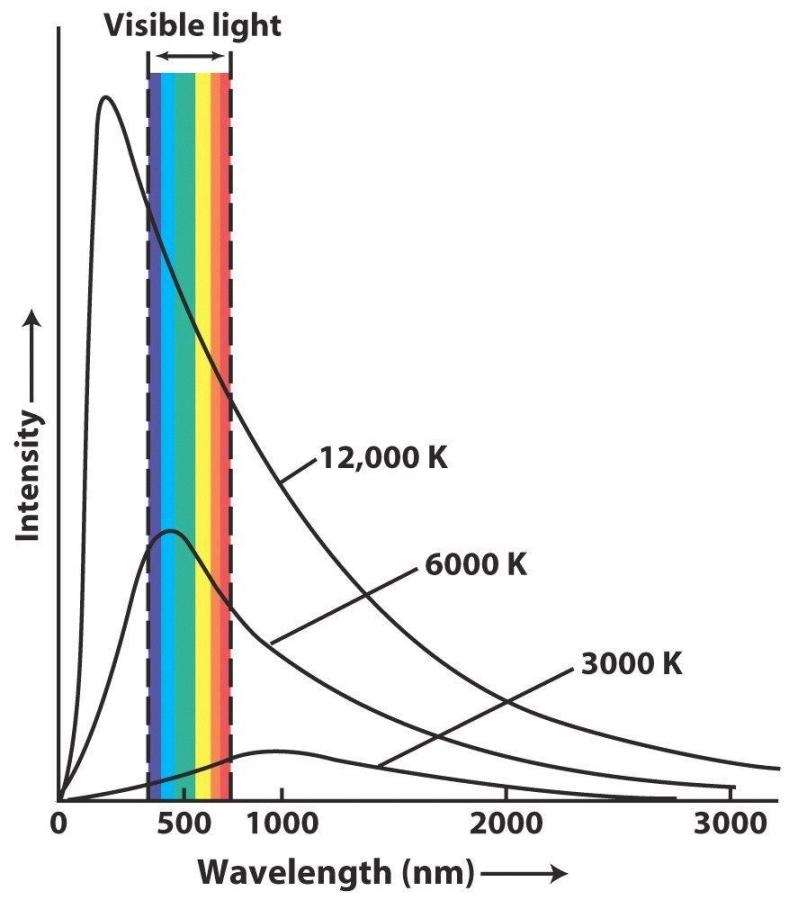 Visible light
Intensity
12,000 K
6000 K
3000 K
0 500 1000 2000 3000
Wavelength (nm)